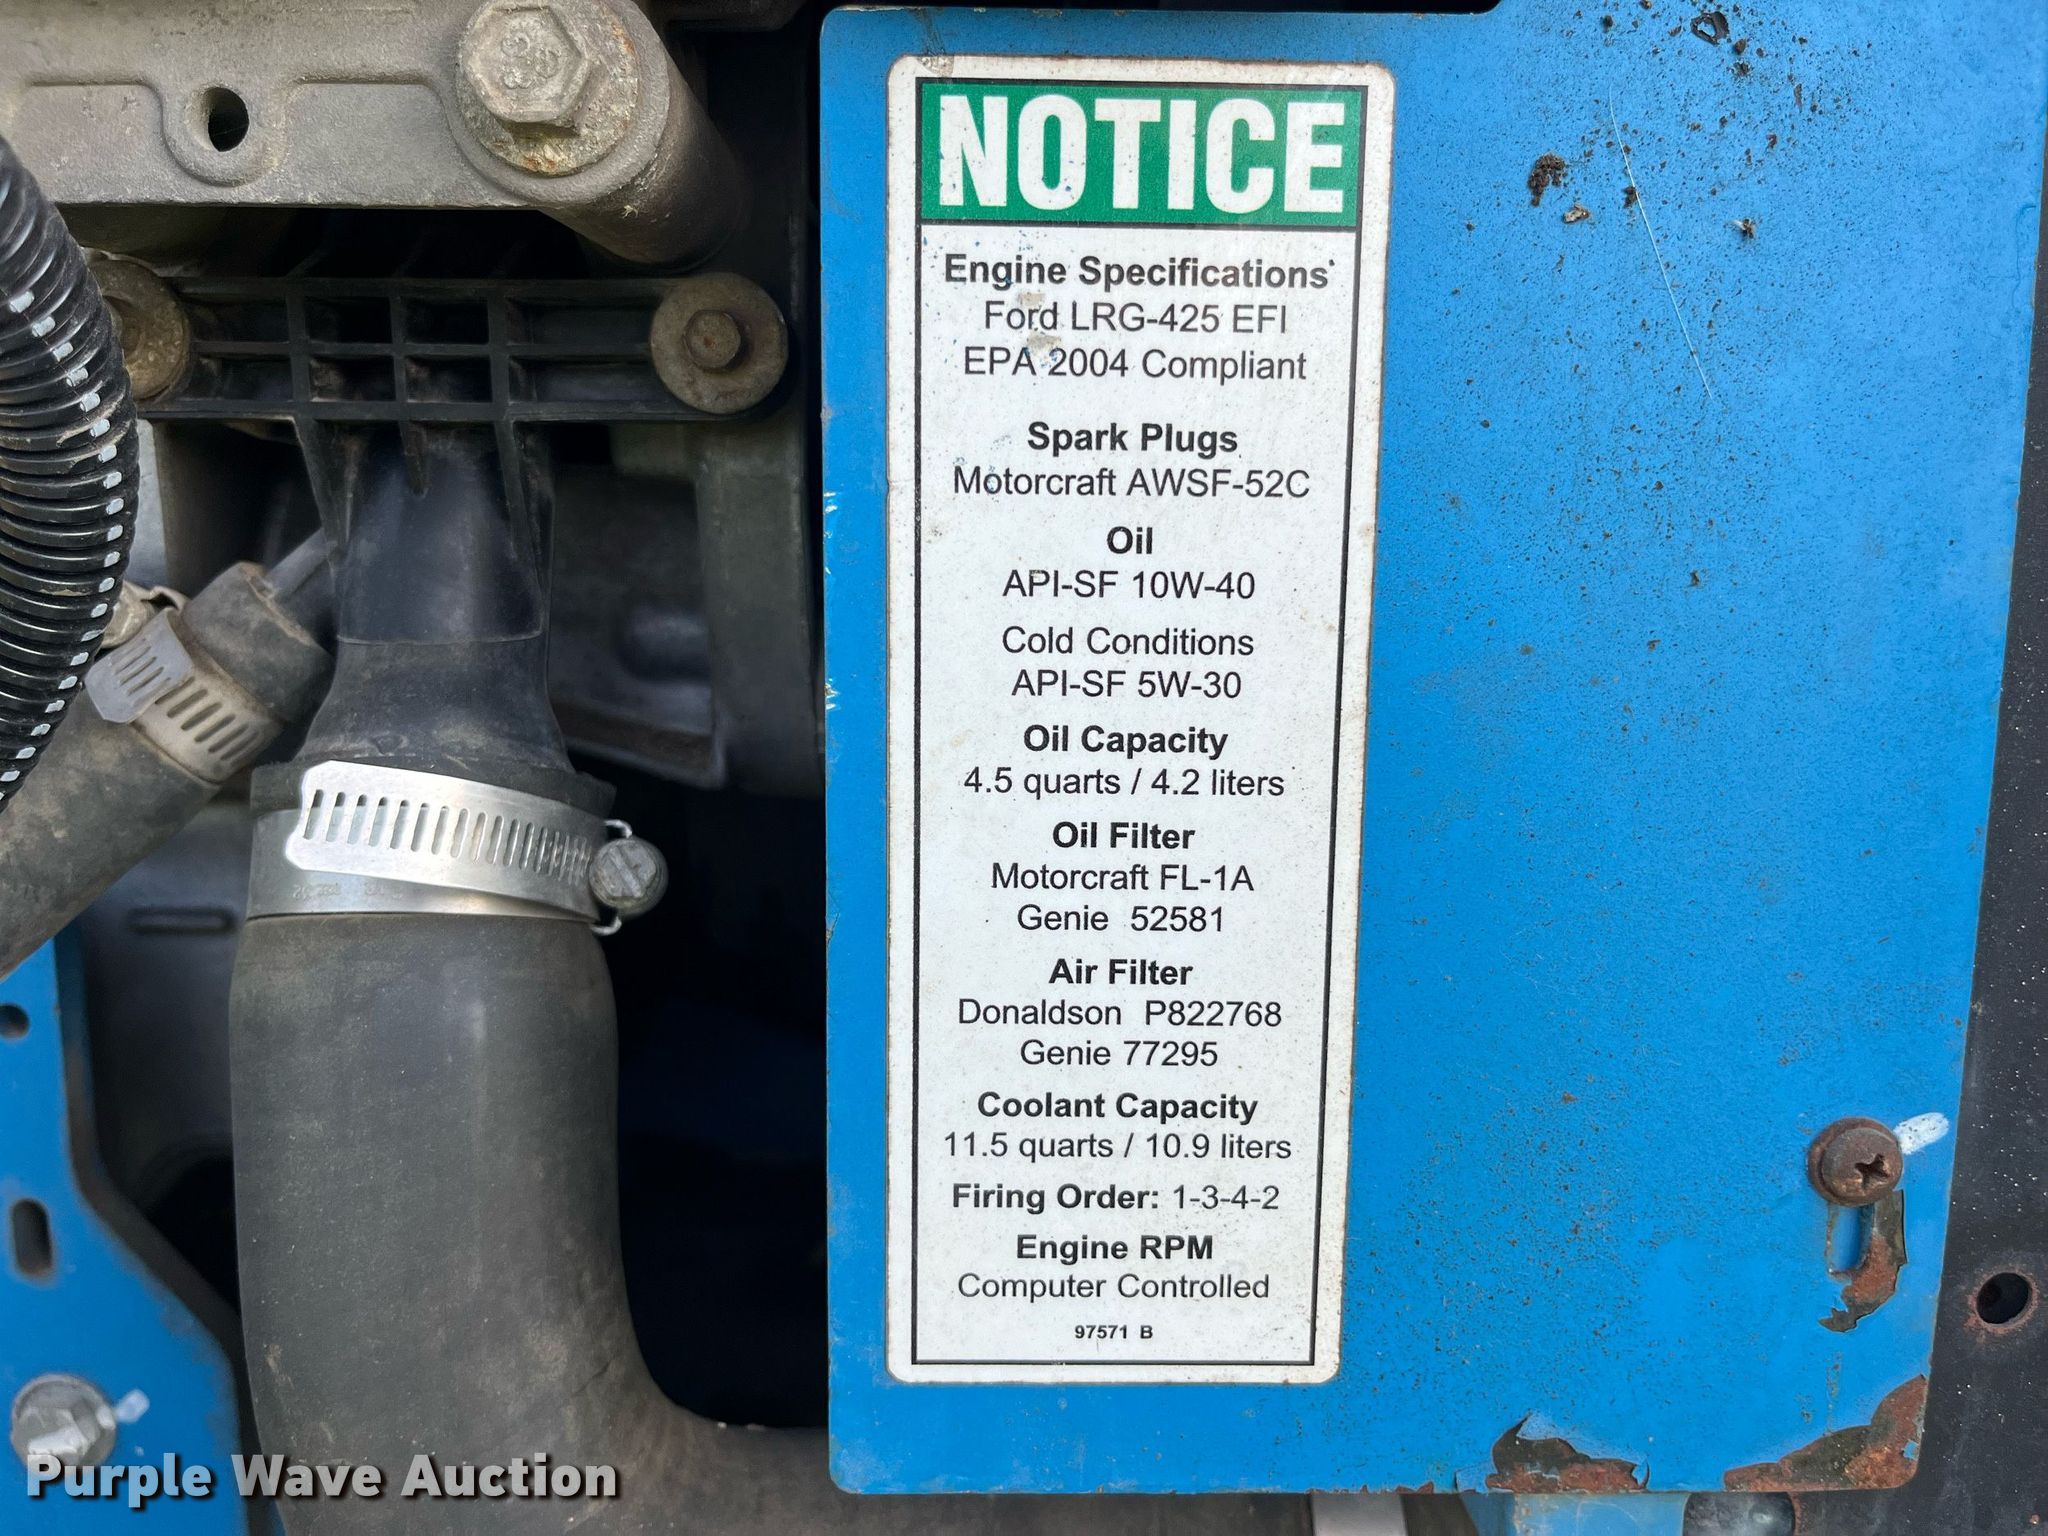 NOTICE
Engine Specifications
Ford LRG-425 EFI
EPA 2004 Compliant
Spark Plugs
Motorcraft AWSF-52C
Oil
API-SF 10W-40
Cold Conditions
API-SF 5W-30
Oil Capacity
4.5 quarts / 4.2 liters
Oil Filter
Motorcraft FL-1A
Genie 52581
Air Filter
Donaldson P822768
Genie 77295
Coolant Capacity
11.5 quarts / 10.9 liters
Firing Order: 1-3-4-2
Engine RPM
Computer Controlled
97571 B
Purple Wave Auction